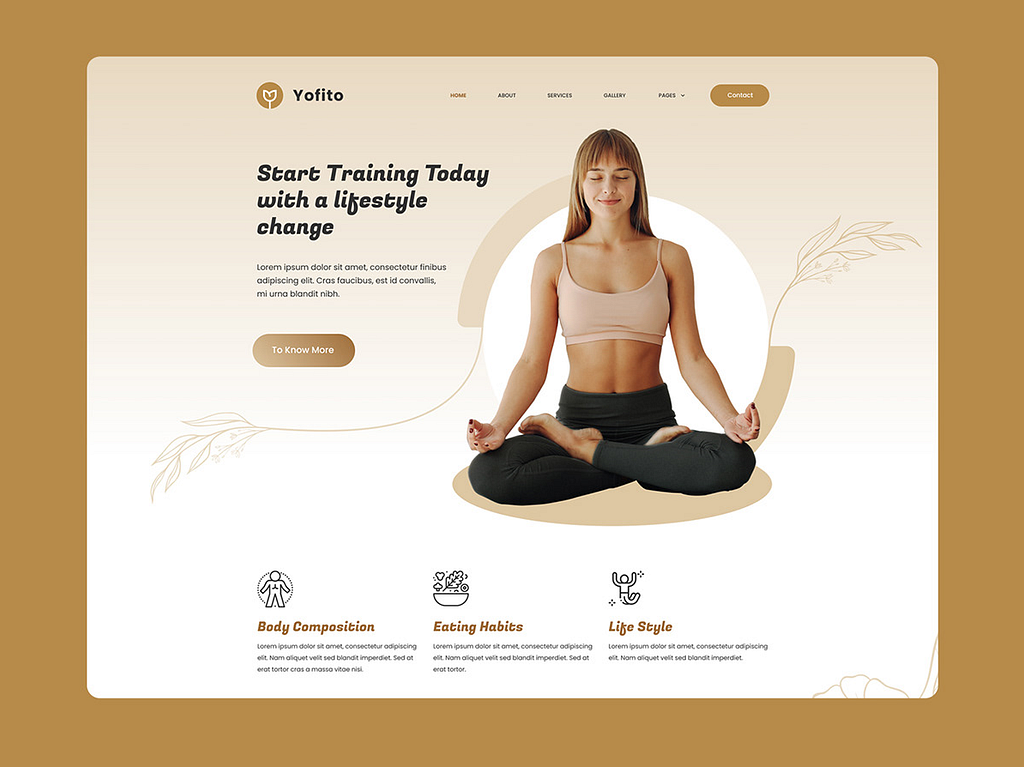 Yofito
HOME ABOUT SERVICES GALLERY PAGES Contact
Start Training Today
with a lifestyle
change
Lorem ipsum dolor sit amet, consectetur finibus
adipiscing elit. Cras faucibus, est id convallis,
mi urna blandit nibh.
To Know More
Body Composition
Lorem ipsum dolor sit amet, consectetur adipiscing
elit. Nam aliquet velit sed blandit imperdiet. Sed at
erat tortor cras a massa vitae nisi.
Eating Habits
Lorem ipsum dolor sit amet, consectetur adipiscing
elit. Nam aliquet velit sed blandit imperdiet. Sed at
erat tortor.
Life Style
Lorem ipsum dolor sit amet, consectetur adipiscing
elit. Nam aliquet velit sed blandit imperdiet.